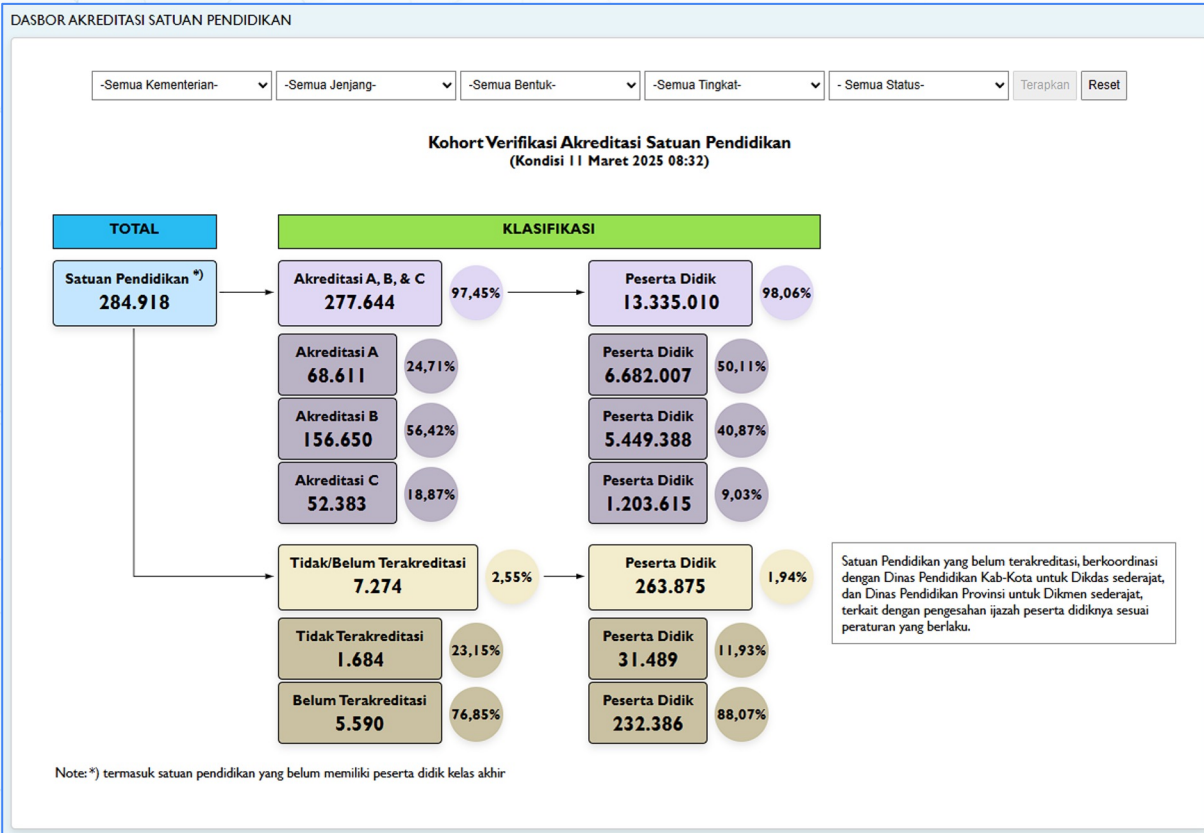 DASBOR AKREDITASI SATUAN PENDIDIKAN
-Semua Kementerian-
-Semua Jenjang-
-Semua Bentuk-
-Semua Tingkat-
- Semua Status-
Terapkan
Reset
Kohort Verifikasi Akreditasi Satuan Pendidikan
(Kondisi 11 Maret 2025 08:32)
TOTAL
KLASIFIKASI
Satuan Pendidikan *)
284.918
Akreditasi A, B, & C
277.644
97,45%
Peserta Didik
13.335.010
98,06%
Akreditasi A
68.611
24,71%
Peserta Didik
6.682.007
50,11%
Akreditasi B
156.650
56,42%
Peserta Didik
5.449.388
40,87%
Akreditasi C
52.383
18,87%
Peserta Didik
1.203.615
9,03%
Tidak/Belum Terakreditasi
7.274
2,55%
Peserta Didik
263.875
1,94%
Satuan Pendidikan yang belum terakreditasi, berkoordinasi
dengan Dinas Pendidikan Kab-Kota untuk Dikdas sederajat,
dan Dinas Pendidikan Provinsi untuk Dikmen sederajat,
terkait dengan pengesahan ijazah peserta didiknya sesuai
peraturan yang berlaku.
Tidak Terakreditasi
1.684
23,15%
Peserta Didik
31.489
11,93%
Belum Terakreditasi
5.590
76,85%
Peserta Didik
232.386
88,07%
Note: *) termasuk satuan pendidikan yang belum memiliki peserta didik kelas akhir